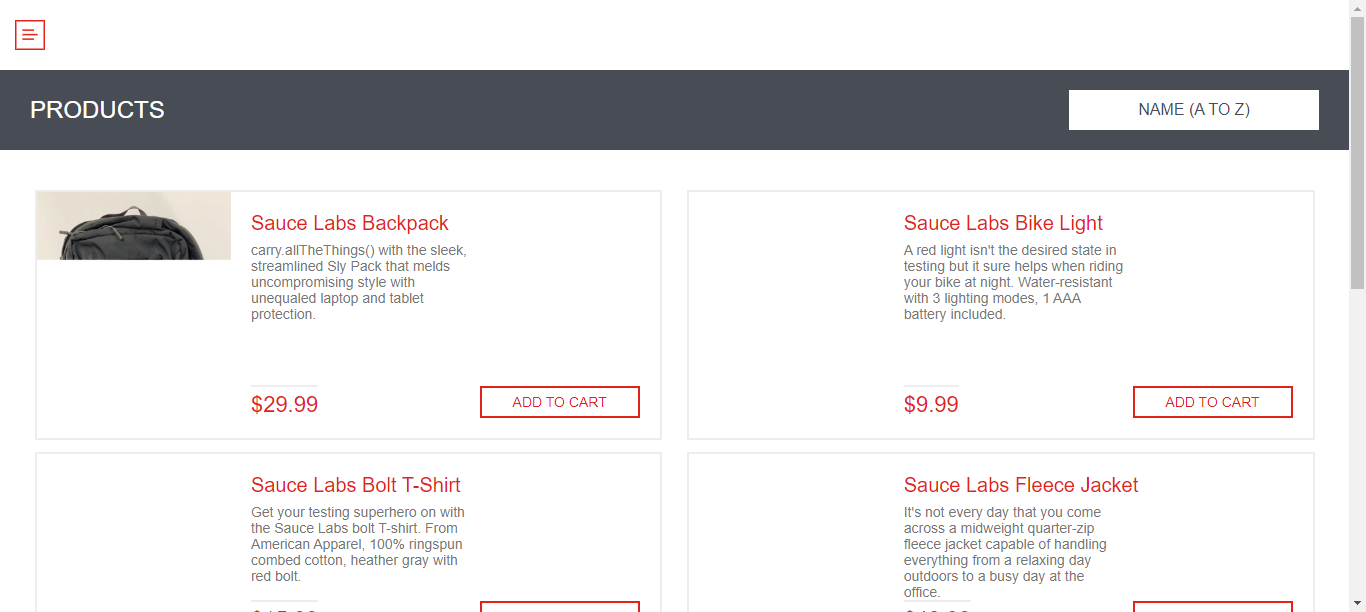 PRODUCTS
NAME (A TO Z)
Sauce Labs Backpack
carry.allTheThings() with the sleek,
streamlined Sly Pack that melds
uncompromising style with
unequaled laptop and tablet
protection.
$29.99
ADD TO CART
Sauce Labs Bike Light
A red light isn't the desired state in
testing but it sure helps when riding
your bike at night. Water-resistant
with 3 lighting modes, 1 AAA
battery included.
$9.99
ADD TO CART
Sauce Labs Bolt T-Shirt
Get your testing superhero on with
the Sauce Labs bolt T-shirt. From
American Apparel, 100% ringspun
combed cotton, heather gray with
red bolt.
Sauce Labs Fleece Jacket
It's not every day that you come
across a midweight quarter-zip
fleece jacket capable of handling
everything from a relaxing day
outdoors to a busy day at the
office.